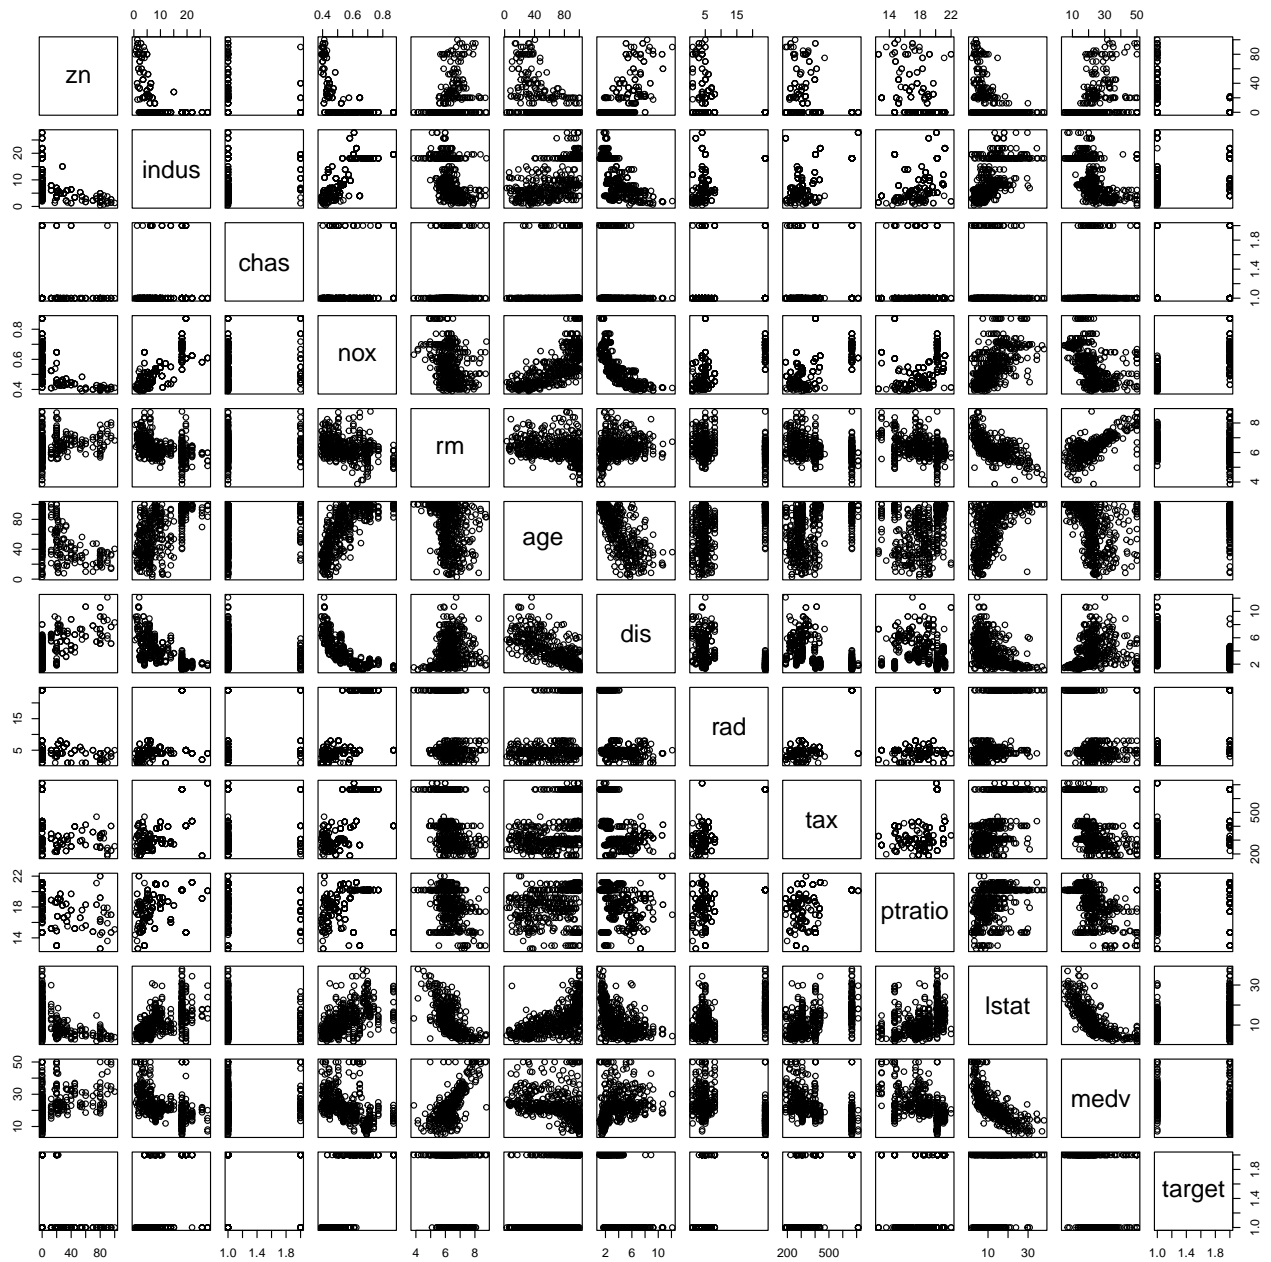 0 10 20 0.4 0.6 0.8 0 40 80 5 15 14 18 22 10 30 50
zn 0 40 80
0 10 20 indus
chas 1.0 1.4 1.8
0.4 0.6 0.8 nox
rm 4 6 8
0 40 80 age
dis 2 6 10
5 15 rad
tax 200 500
14 18 22 ptratio
lstat 10 30
10 30 50 medv
target 1.0 1.4 1.8
0 40 80 1.0 1.4 1.8 4 6 8 2 6 10 200 500 10 30 1.0 1.4 1.8